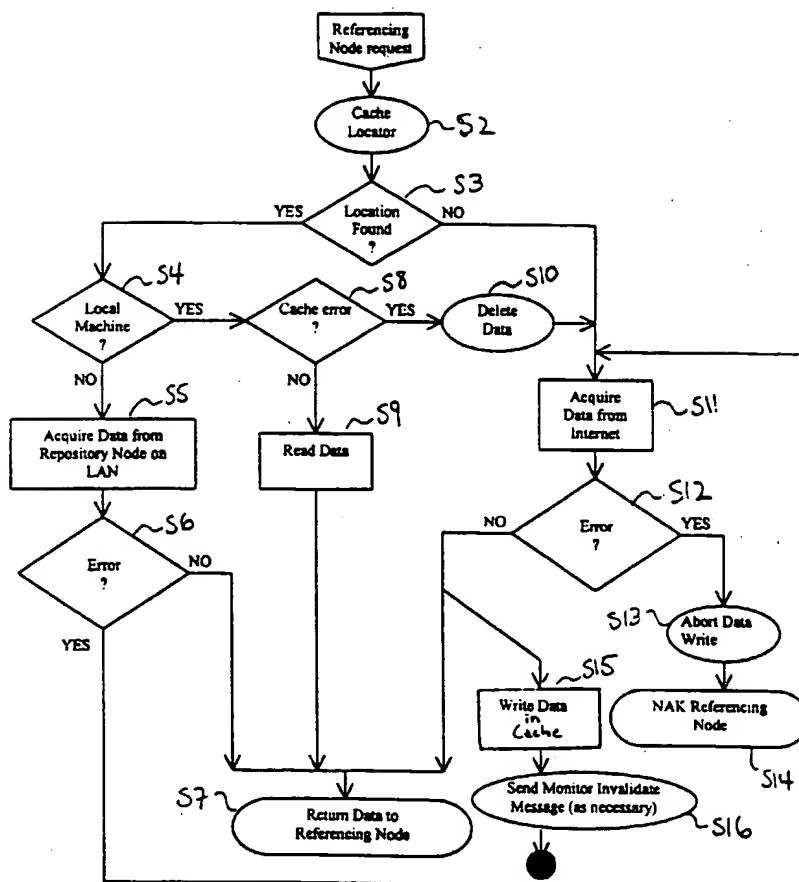 Referencing
Node request
Cache
Locator
S2
S3
YES
Location
Found
?
NO
S4
Local
Machine
?
YES
S8
Cache error
?
YES
S10
Delete
Data
NO
NO
S5
Acquire Data from
Repository Node on
LAN
S9
Read Data
Acquire
Data from
Internet
S11
S6
Error
?
NO
YES
S12
NO
Error
?
YES
S13
Abort Data
Write
S15
Write Data
in
Cache
NAK Referencing
Node
S14
S7
Return Data to
Referencing Node
Send Monitor Invalidate
Message (as necessary)
S16